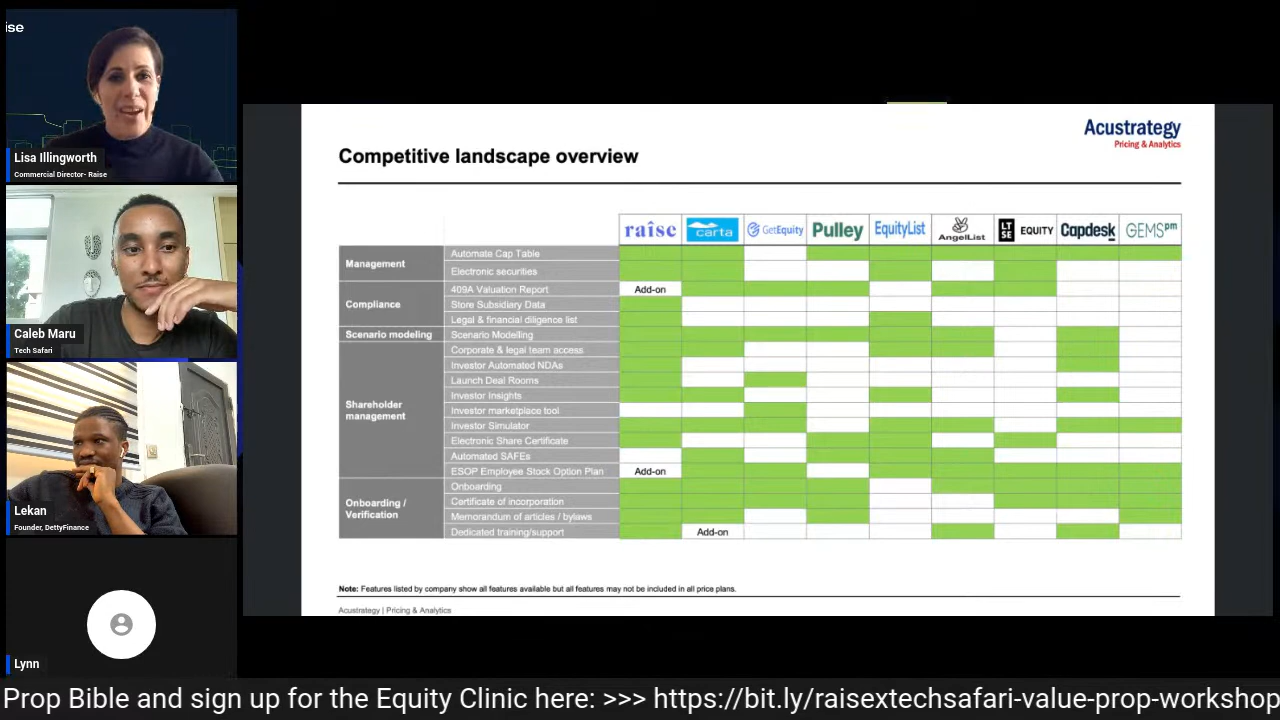 ise
Lisa Illingworth
Commercial Director- Raise
Caleb Maru
Tech Safari
Lekan
Founder, DettyFinance
Lynn
Acustrategy
Pricing & Analytics
Competitive landscape overview
raise carta GetEquity Pulley EquityList AngelList LTSE EQUITY Capdesk GEMSpm
Management
Automate Cap Table
Electronic securities
Compliance
409A Valuation Report Add-on
Store Subsidiary Data
Legal & financial diligence list
Scenario modeling Scenario Modelling
Shareholder management
Corporate & legal team access
Investor Automated NDAs
Launch Deal Rooms
Investor Insights
Investor marketplace tool
Investor Simulator
Electronic Share Certificate
Automated SAFEs
ESOP Employee Stock Option Plan Add-on
Onboarding / Verification
Onboarding
Certificate of incorporation
Memorandum of articles / bylaws
Dedicated training/support Add-on
Note: Features listed by company show all features available but all features may not be included in all price plans.
Acustrategy | Pricing & Analytics
Prop Bible and sign up for the Equity Clinic here: >>> https://bit.ly/raisextechsafari-value-prop-workshop